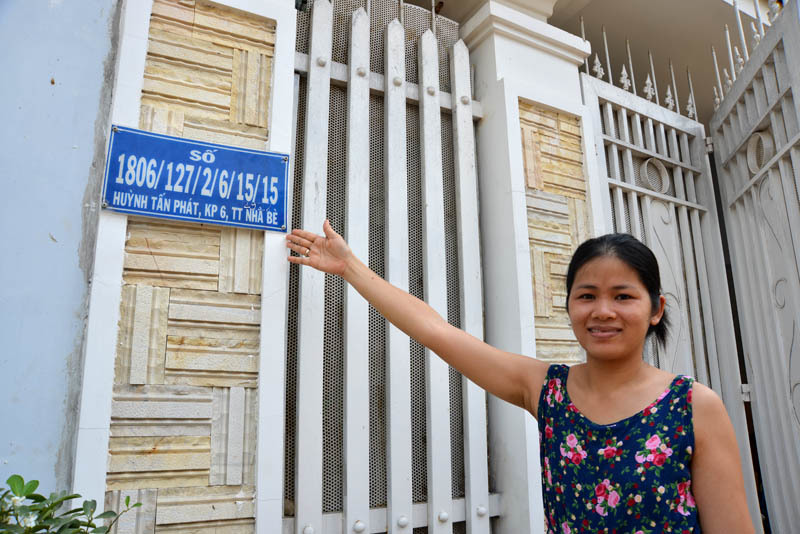 SỐ
1806/127/2/6/15/15
HUỲNH TẤN PHÁT, KP 6, TT NHÀ BÈ